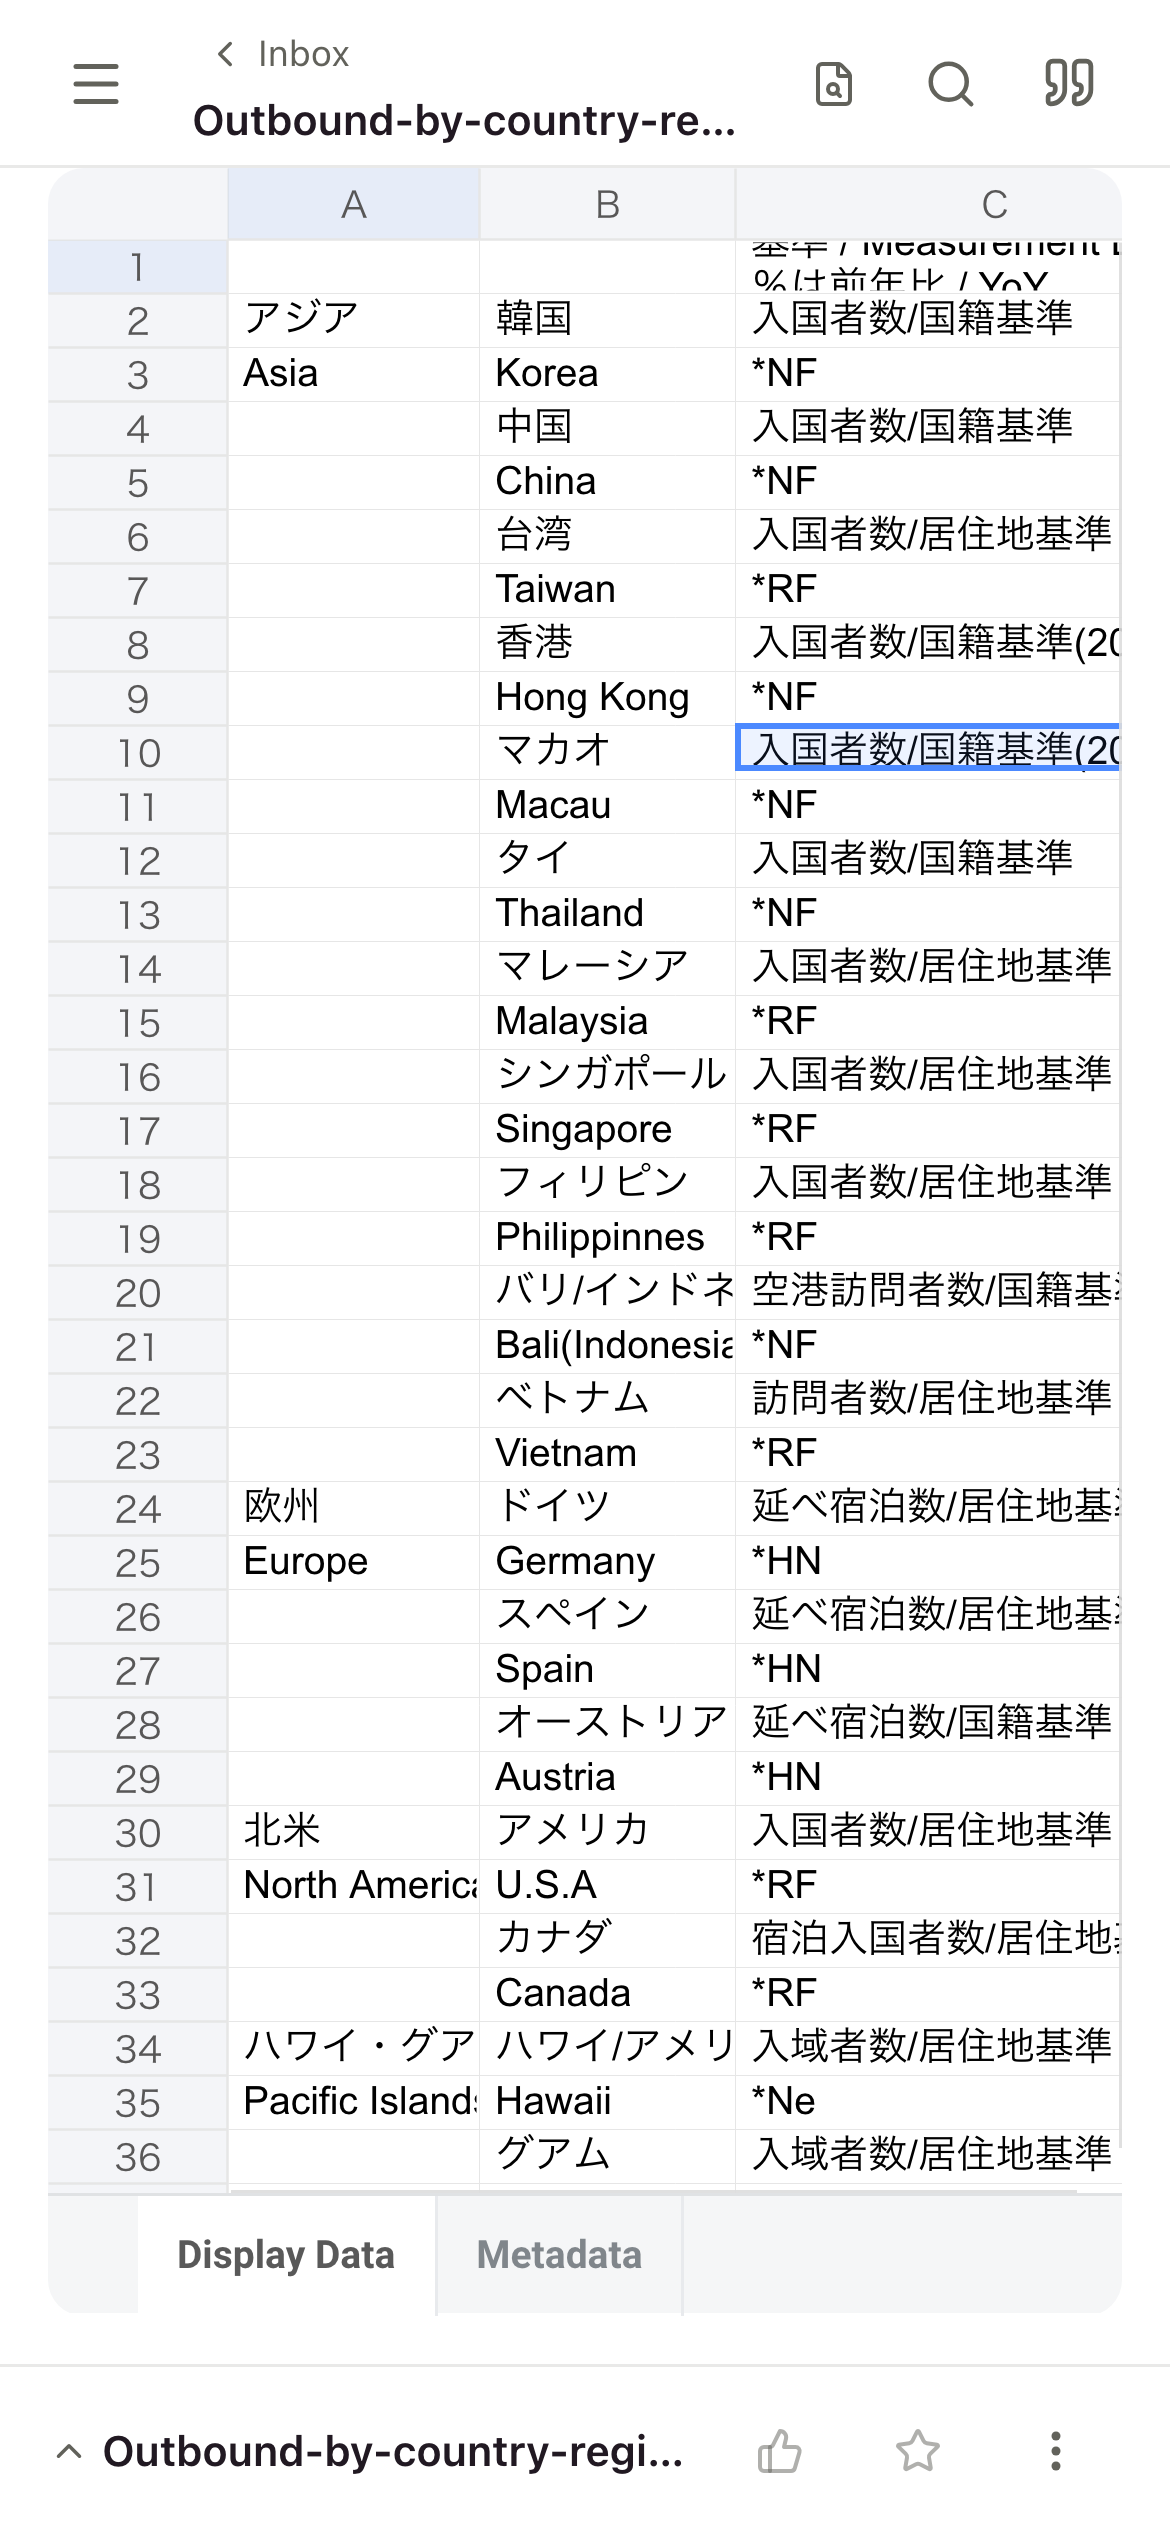 Inbox
Outbound-by-country-re...
A B C
1 基準 / Measurement
%は前年比 / YoY
2 アジア 韓国 入国者数/国籍基準
3 Asia Korea *NF
4 中国 入国者数/国籍基準
5 China *NF
6 台湾 入国者数/居住地基準
7 Taiwan *RF
8 香港 入国者数/国籍基準(20
9 Hong Kong *NF
10 マカオ 入国者数/国籍基準(20
11 Macau *NF
12 タイ 入国者数/国籍基準
13 Thailand *NF
14 マレーシア 入国者数/居住地基準
15 Malaysia *RF
16 シンガポール 入国者数/居住地基準
17 Singapore *RF
18 フィリピン 入国者数/居住地基準
19 Philippinnes *RF
20 バリ/インドネ 空港訪問者数/国籍基準
21 Bali(Indonesia *NF
22 ベトナム 訪問者数/居住地基準
23 Vietnam *RF
24 欧州 ドイツ 延べ宿泊数/居住地基準
25 Europe Germany *HN
26 スペイン 延べ宿泊数/居住地基準
27 Spain *HN
28 オーストリア 延べ宿泊数/国籍基準
29 Austria *HN
30 北米 アメリカ 入国者数/居住地基準
31 North America U.S.A *RF
32 カナダ 宿泊入国者数/居住地基
33 Canada *RF
34 ハワイ・グア ハワイ/アメリ 入域者数/居住地基準
35 Pacific Islands Hawaii *Ne
36 グアム 入域者数/居住地基準
Display Data Metadata
Outbound-by-country-regi...